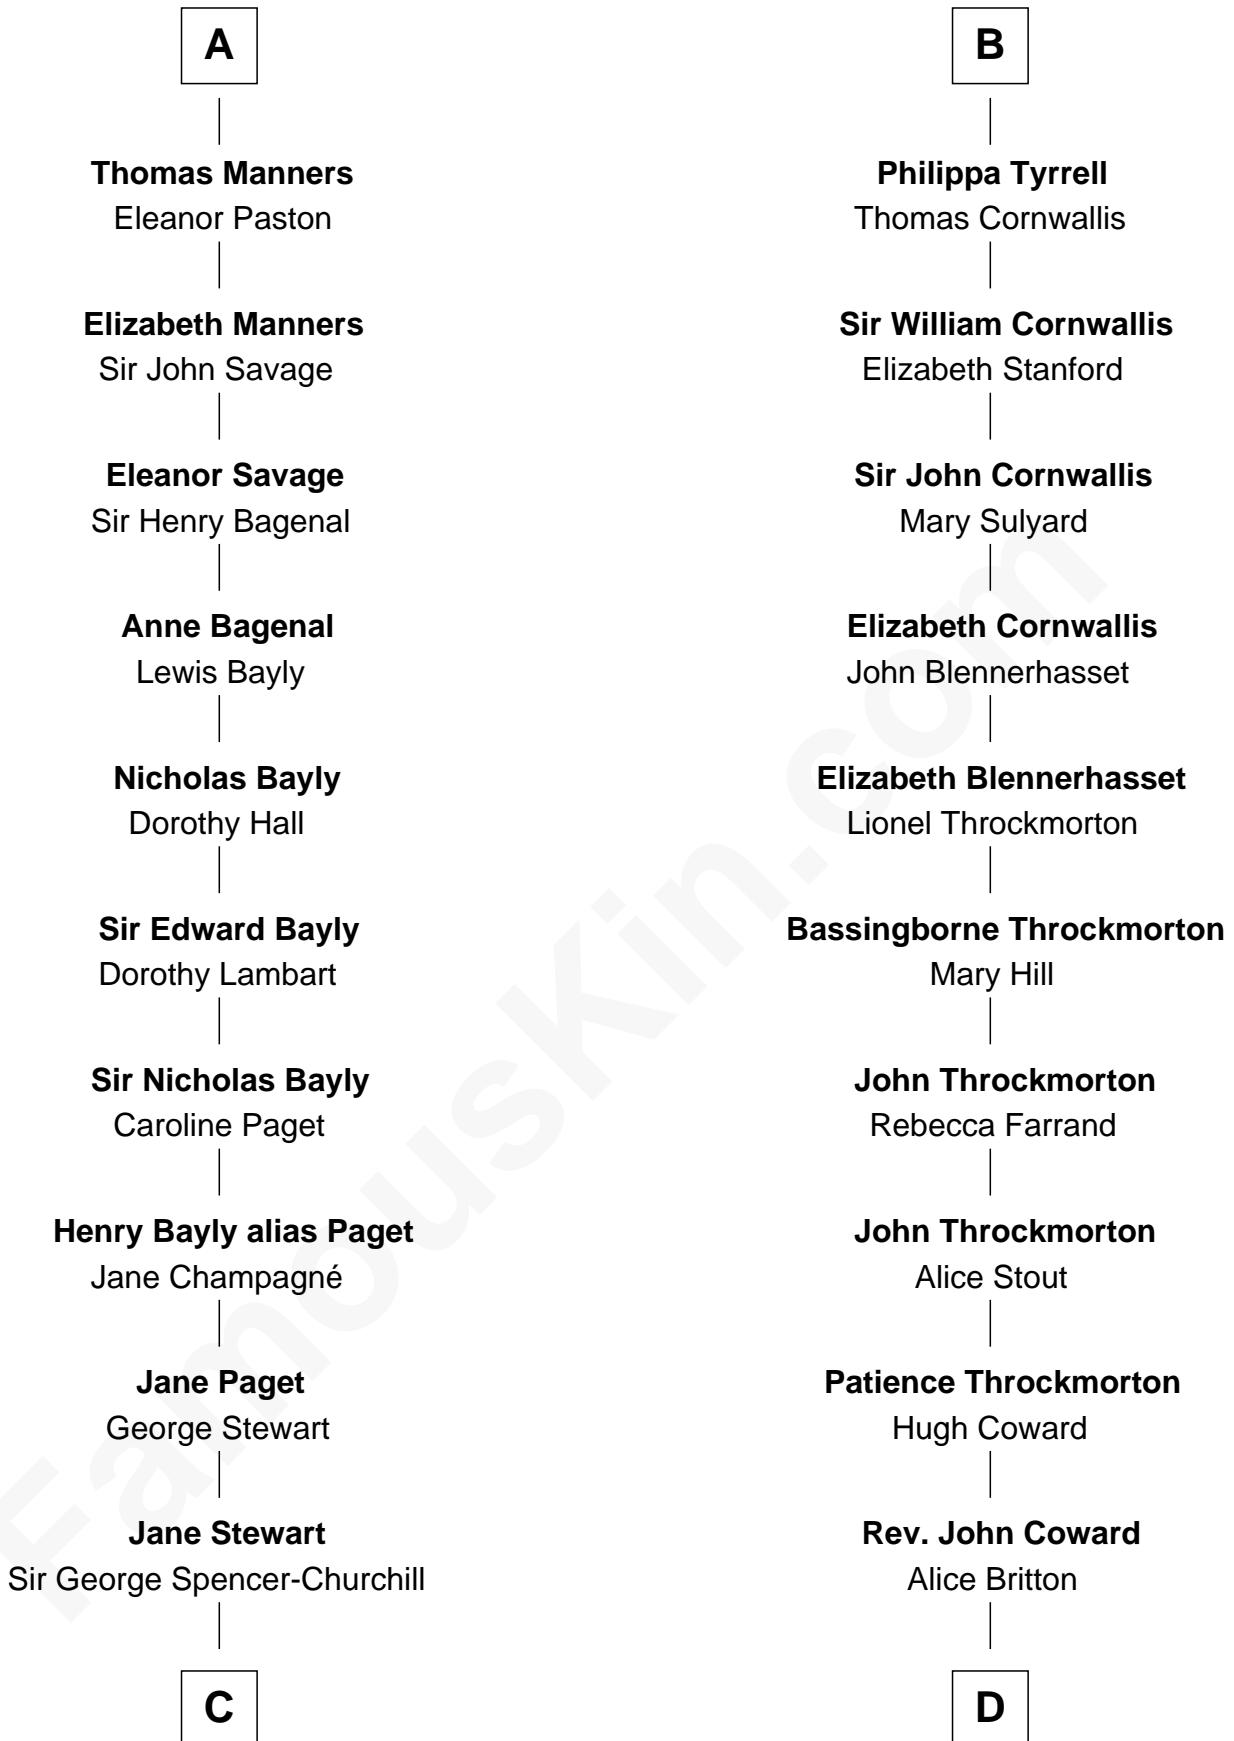 A
Thomas Manners
Eleanor Paston
Elizabeth Manners
Sir John Savage
Eleanor Savage
Sir Henry Bagenal
Anne Bagenal
Lewis Bayly
Nicholas Bayly
Dorothy Hall
Sir Edward Bayly
Dorothy Lambart
Sir Nicholas Bayly
Caroline Paget
Henry Bayly alias Paget
Jane Champagné
Jane Paget
George Stewart
Jane Stewart
Sir George Spencer-Churchill
C
B
Philippa Tyrrell
Thomas Cornwallis
Sir William Cornwallis
Elizabeth Stanford
Sir John Cornwallis
Mary Sulyard
Elizabeth Cornwallis
John Blennerhasset
Elizabeth Blennerhasset
Lionel Throckmorton
Bassingborne Throckmorton
Mary Hill
John Throckmorton
Rebecca Farrand
John Throckmorton
Alice Stout
Patience Throckmorton
Hugh Coward
Rev. John Coward
Alice Britton
D
FamousKin.com